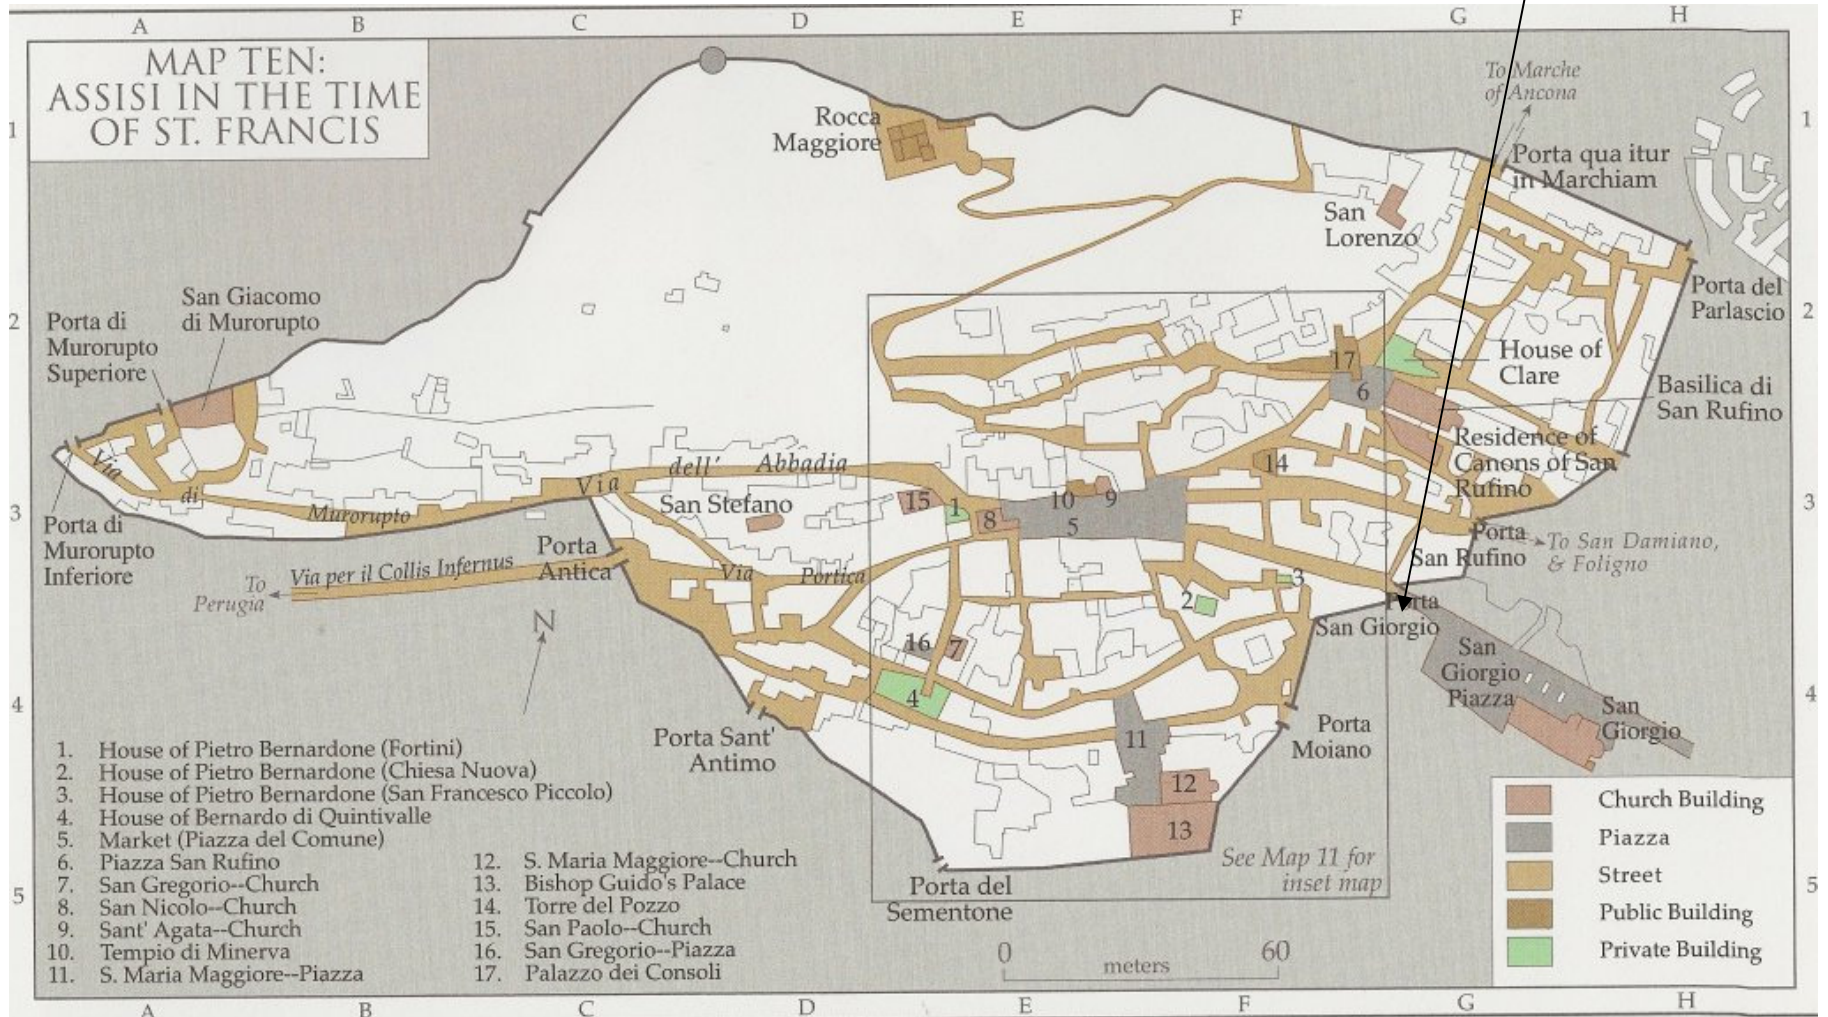 A B C D E F G H
MAP TEN:
ASSISI IN THE TIME
OF ST. FRANCIS
1
1
2
2
3
3
4
4
5
5
To Marche
of Ancona
Rocca
Maggiore
Porta qua itur
in Marchiam
San
Lorenzo
Porta del
Parlascio
San Giacomo
di Murorupto
Porta di
Murorupto
Superiore
17
6
House of
Clare
Basilica di
San Rufino
Residence of
Canons of San
Rufino
Via
di
Murorupto
Via
dell'
Abbadia
San Stefano
15
1
8
10
9
5
14
Porta di
Murorupto
Inferiore
Porta
Antica
Via per il Collis Infernus
To
Perugia
Via
Portica
Porta
San Rufino
To San Damiano,
& Foligno
3
2
Porta
San Giorgio
N
16
7
4
San
Giorgio
Piazza
San
Giorgio
Porta Sant'
Antimo
11
12
13
Porta
Moiano
Porta del
Sementone
See Map 11 for
inset map
1. House of Pietro Bernardone (Fortini)
2. House of Pietro Bernardone (Chiesa Nuova)
3. House of Pietro Bernardone (San Francesco Piccolo)
4. House of Bernardo di Quintivalle
5. Market (Piazza del Comune)
6. Piazza San Rufino
7. San Gregorio--Church
8. San Nicolo--Church
9. Sant' Agata--Church
10. Tempio di Minerva
11. S. Maria Maggiore--Piazza
12. S. Maria Maggiore--Church
13. Bishop Guido's Palace
14. Torre del Pozzo
15. San Paolo--Church
16. San Gregorio--Piazza
17. Palazzo dei Consoli
0 60
meters
Church Building
Piazza
Street
Public Building
Private Building
A B C D E F G H